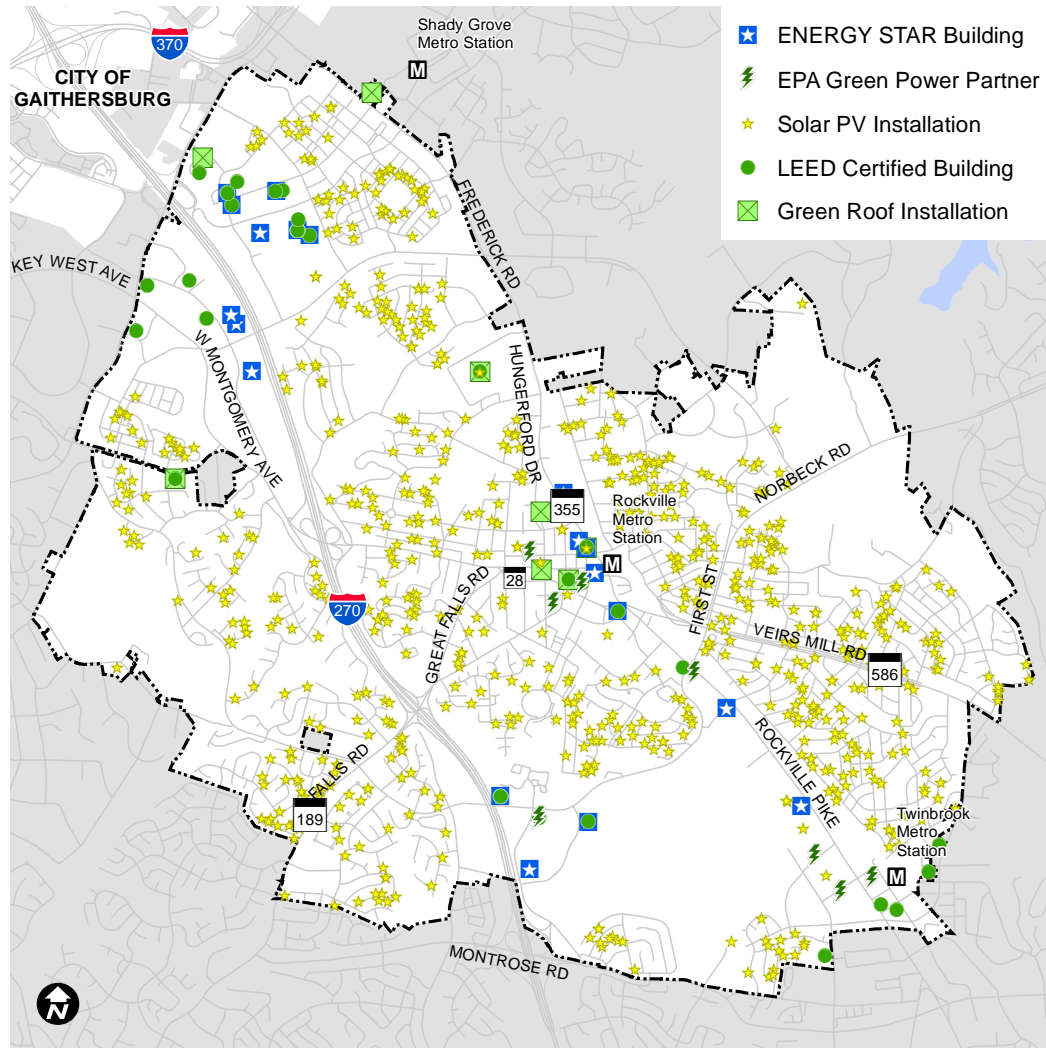 Shady Grove
Metro Station
M
370
CITY OF
GAITHERSBURG
ENERGY STAR Building
EPA Green Power Partner
Solar PV Installation
LEED Certified Building
Green Roof Installation
FREDERICK RD
KEY WEST AVE
W MONTGOMERY AVE
HUNGERFORD DR
NORBECK RD
355
Rockville
Metro
Station
M
28
270
GREAT FALLS RD
FIRST ST
VEIRS MILL RD
586
ROCKVILLE PIKE
FALLS RD
189
Twinbrook
Metro
Station
M
MONTROSE RD
N